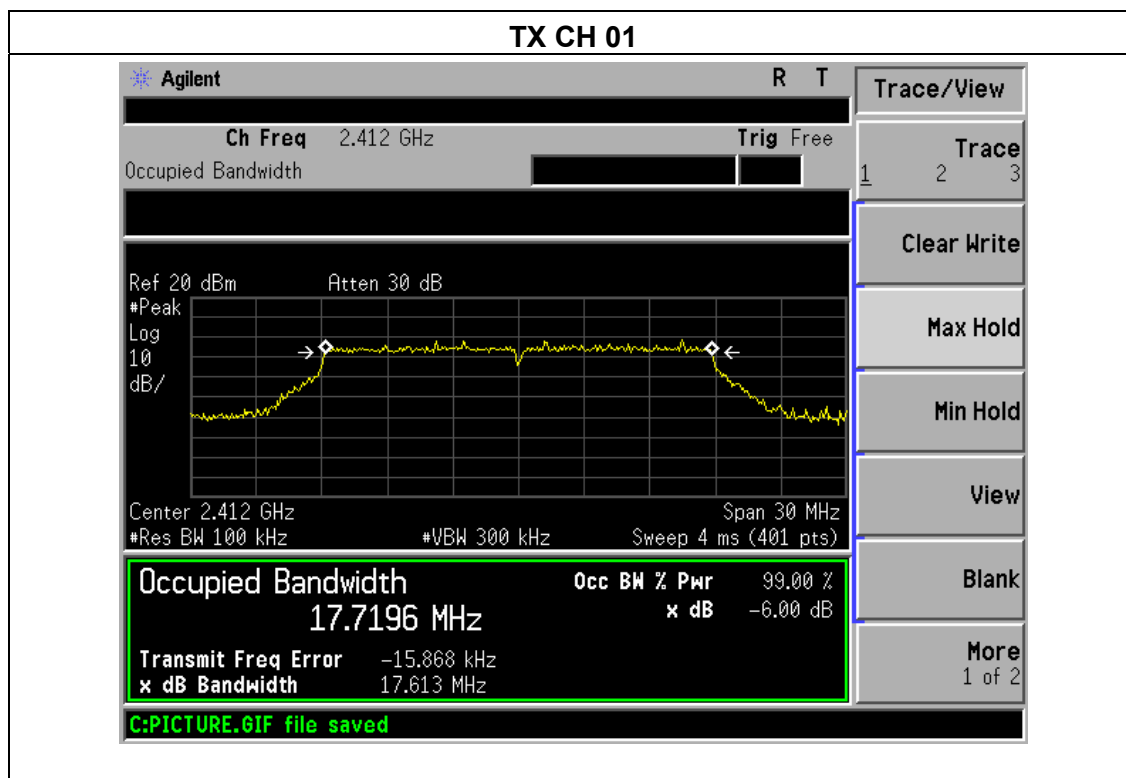 TX CH 01
Agilent R T
Ch Freq 2.412 GHz Trig Free
Occupied Bandwidth
Ref 20 dBm Atten 30 dB
#Peak
Log
10
dB/
Center 2.412 GHz Span 30 MHz
#Res BW 100 kHz #VBW 300 kHz Sweep 4 ms (401 pts)
Occupied Bandwidth Occ BW % Pwr 99.00 %
17.7196 MHz x dB -6.00 dB
Transmit Freq Error -15.868 kHz
x dB Bandwidth 17.613 MHz
C:PICTURE.GIF file saved
Trace/View
Trace
1 2 3
Clear Write
Max Hold
Min Hold
View
Blank
More
1 of 2